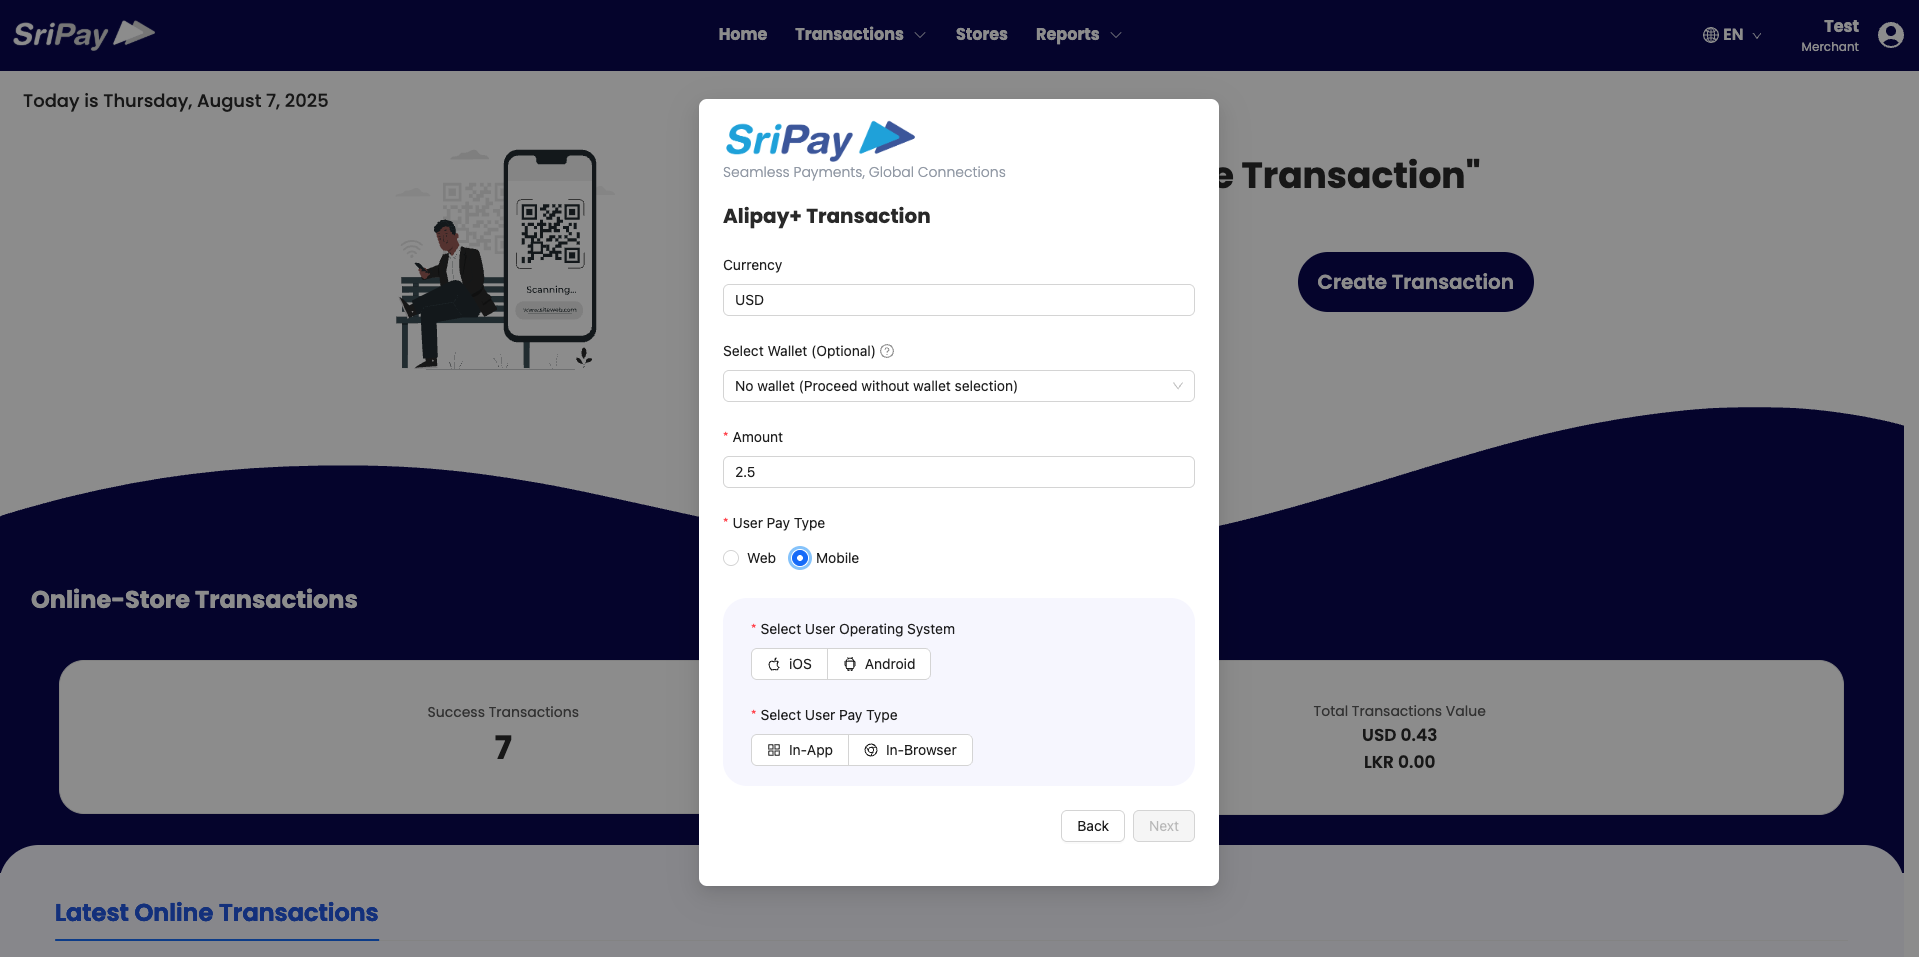 SriPay
Home
Transactions
Stores
Reports
EN
Test
Merchant
Today is Thursday, August 7, 2025
Scanning...
www.siteweb.com
e Transaction"
Create Transaction
SriPay
Seamless Payments, Global Connections
Alipay+ Transaction
Currency
USD
Select Wallet (Optional)
No wallet (Proceed without wallet selection)
* Amount
2.5
* User Pay Type
Web
Mobile
* Select User Operating System
iOS
Android
* Select User Pay Type
In-App
In-Browser
Back
Next
Online-Store Transactions
Success Transactions
7
Total Transactions Value
USD 0.43
LKR 0.00
Latest Online Transactions